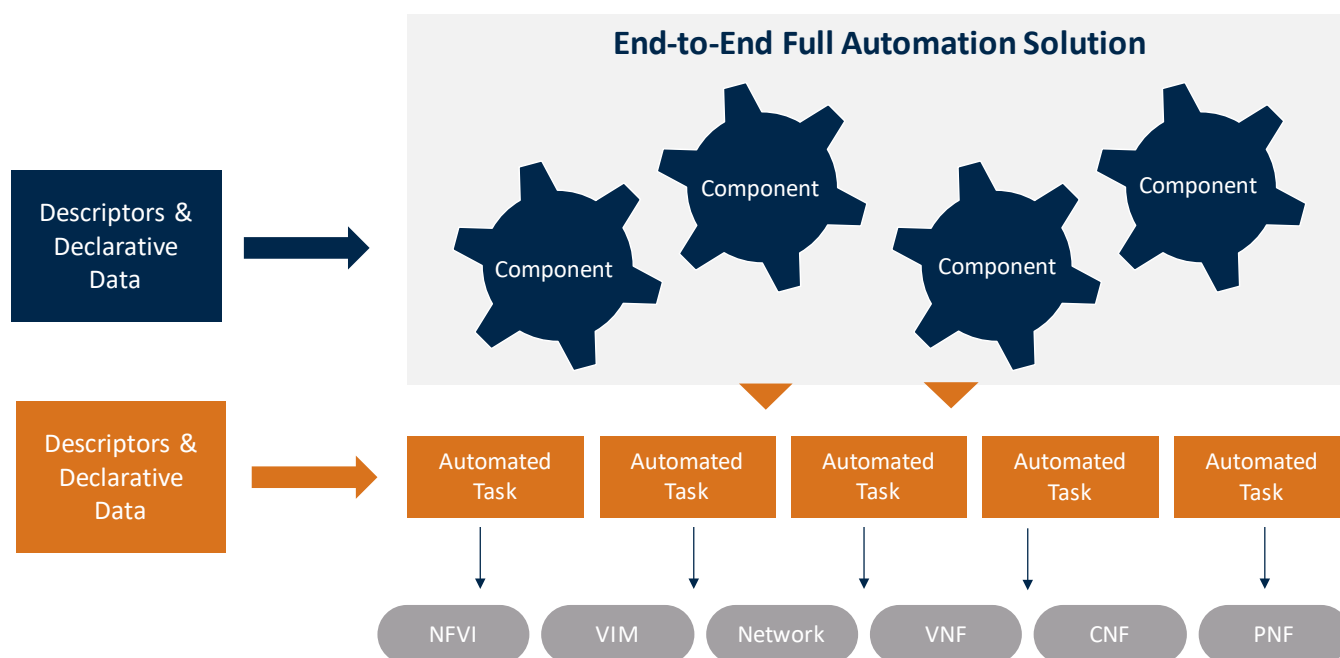 End-to-End Full Automation Solution
Component
Component
Component
Component
Descriptors &
Declarative
Data
Descriptors &
Declarative
Data
Automated
Task
Automated
Task
Automated
Task
Automated
Task
Automated
Task
NFVI
VIM
Network
VNF
CNF
PNF